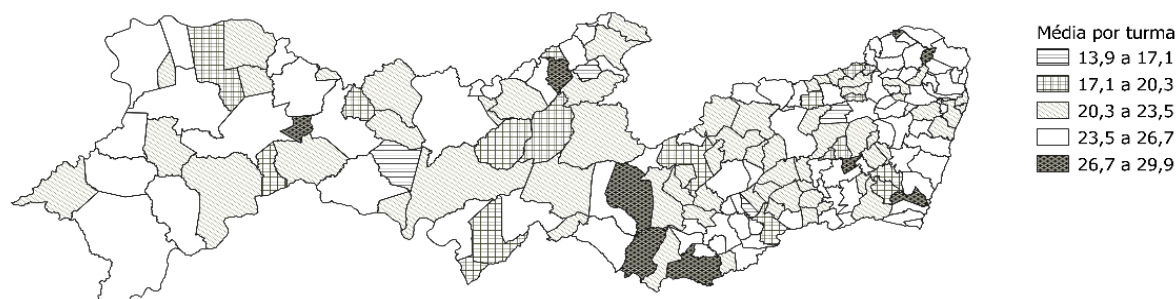 Média por turma
13,9 a 17,1
17,1 a 20,3
20,3 a 23,5
23,5 a 26,7
26,7 a 29,9